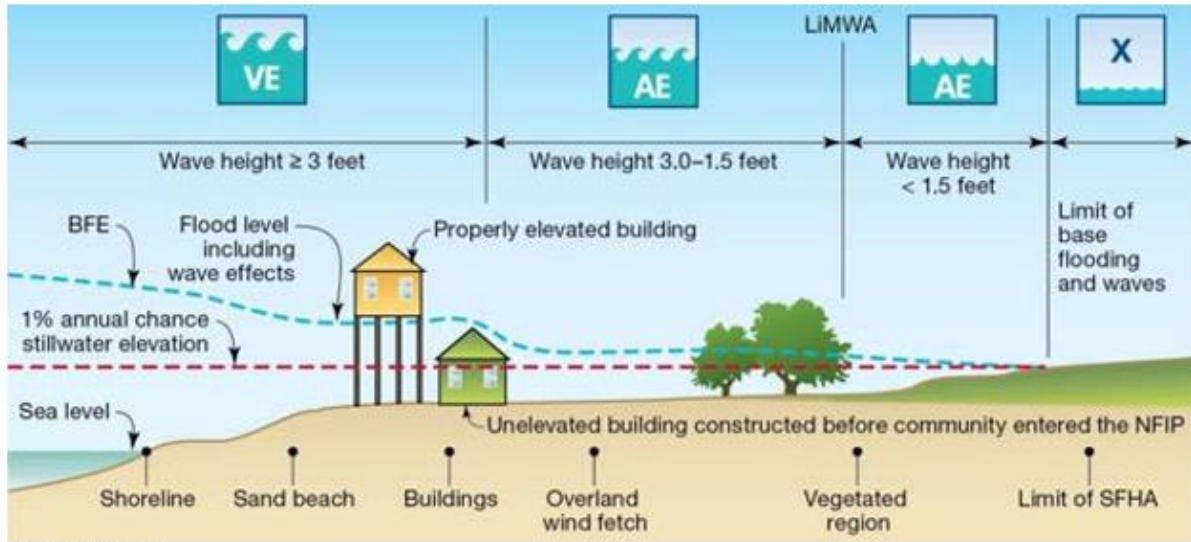 LiMWA
VE
AE
AE
X
Wave height ≥ 3 feet
Wave height 3.0–1.5 feet
Wave height
< 1.5 feet
BFE
Flood level
including
wave effects
Properly elevated building
Limit of
base
flooding
and waves
1% annual chance
stillwater elevation
Sea level
Unelevated building constructed before community entered the NFIP
Shoreline
Sand beach
Buildings
Overland
wind fetch
Vegetated
region
Limit of SFHA